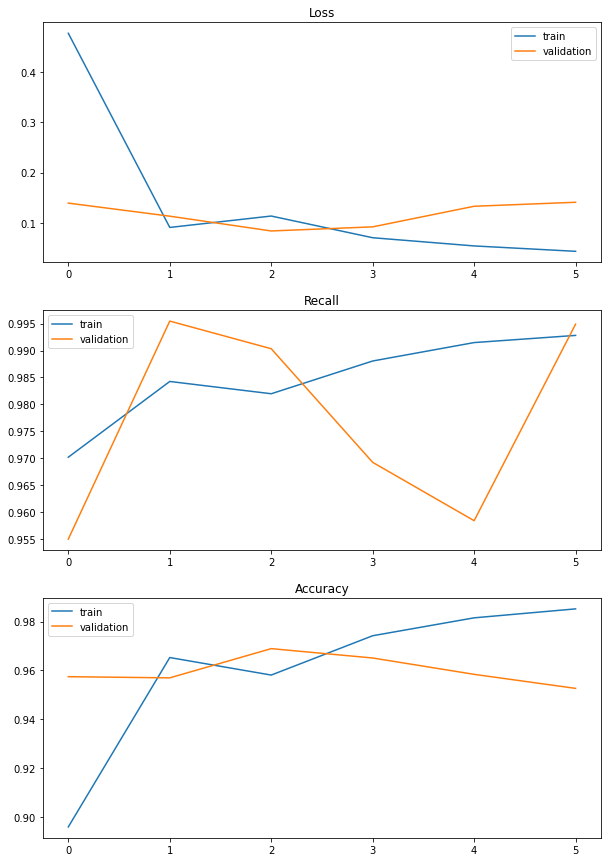 Loss
train
validation
0.4
0.3
0.2
0.1
0 1 2 3 4 5
Recall
train
validation
0.995
0.990
0.985
0.980
0.975
0.970
0.965
0.960
0.955
0 1 2 3 4 5
Accuracy
train
validation
0.98
0.96
0.94
0.92
0.90
0 1 2 3 4 5